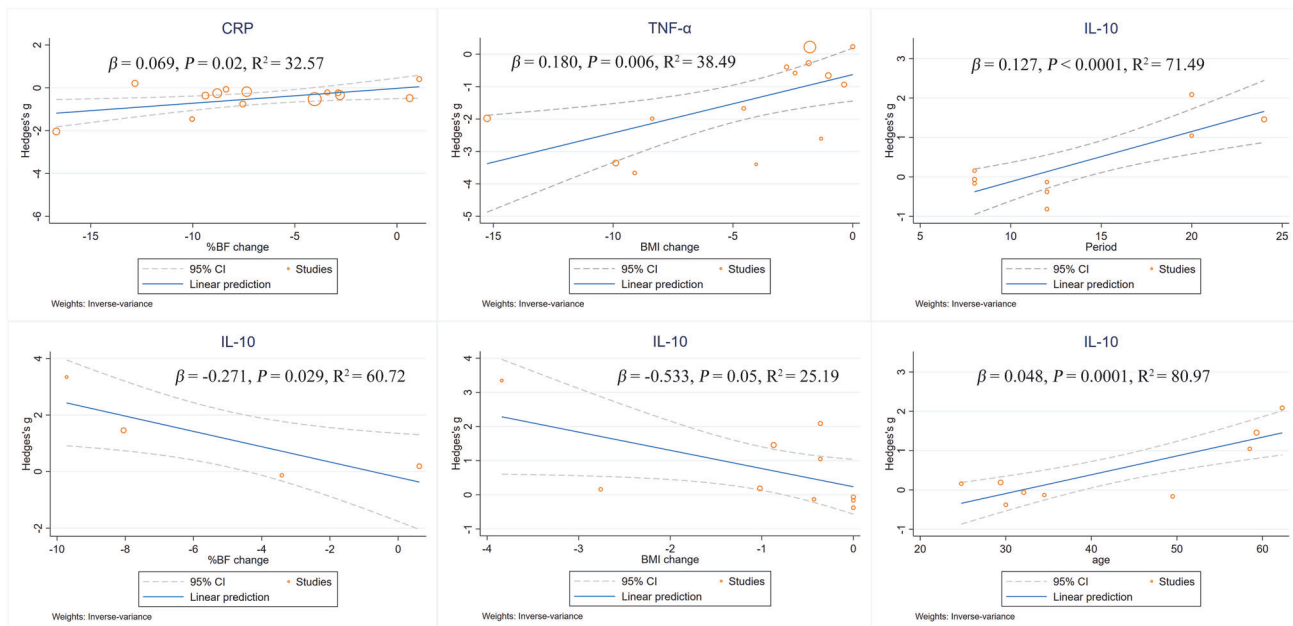 CRP
β = 0.069, P = 0.02, R² = 32.57
Hedges's g
2
0
-2
-4
-6
-15
-10
-5
0
%BF change
95% CI
Studies
Linear prediction
Weights: Inverse-variance
TNF-α
β = 0.180, P = 0.006, R² = 38.49
Hedges's g
0
-1
-2
-3
-4
-5
-15
-10
-5
0
BMI change
95% CI
Studies
Linear prediction
Weights: Inverse-variance
IL-10
β = 0.127, P < 0.0001, R² = 71.49
Hedges's g
3
2
1
0
-1
5
10
15
20
25
Period
95% CI
Studies
Linear prediction
Weights: Inverse-variance
IL-10
β = -0.271, P = 0.029, R² = 60.72
Hedges's g
4
2
0
-2
-10
-8
-6
-4
-2
0
%BF change
95% CI
Studies
Linear prediction
Weights: Inverse-variance
IL-10
β = -0.533, P = 0.05, R² = 25.19
Hedges's g
4
3
2
1
0
-1
-4
-3
-2
-1
0
BMI change
95% CI
Studies
Linear prediction
Weights: Inverse-variance
IL-10
β = 0.048, P = 0.0001, R² = 80.97
Hedges's g
3
2
1
0
-1
20
30
40
50
60
age
95% CI
Studies
Linear prediction
Weights: Inverse-variance